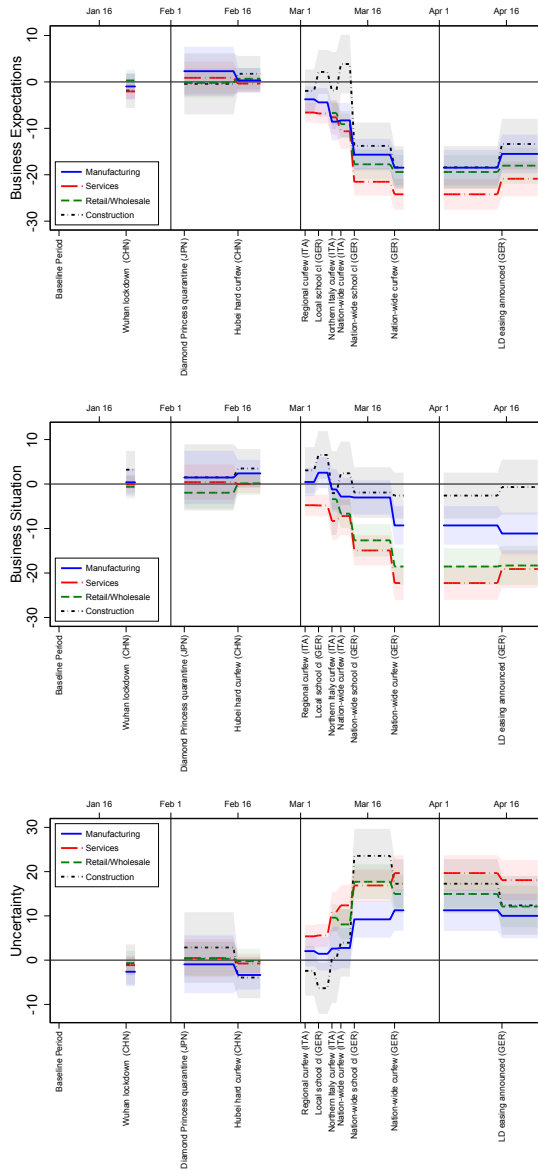 Jan 16 Feb 1 Feb 16 Mar 1 Mar 16 Apr 1 Apr 16
Business Expectations
10
0
-10
-20
-30
Manufacturing
Services
Retail/Wholesale
Construction
Baseline Period
Wuhan lockdown (CHN)
Diamond Princess quarantine (JPN)
Hubei hard curfew (CHN)
Regional curfew (ITA)
Local school cl (GER)
Northern Italy curfew (ITA)
Nation-wide curfew (ITA)
Nation-wide school cl (GER)
Nation-wide curfew (GER)
LD easing announced (GER)
Jan 16 Feb 1 Feb 16 Mar 1 Mar 16 Apr 1 Apr 16
Business Situation
10
0
-10
-20
-30
Manufacturing
Services
Retail/Wholesale
Construction
Baseline Period
Wuhan lockdown (CHN)
Diamond Princess quarantine (JPN)
Hubei hard curfew (CHN)
Regional curfew (ITA)
Local school cl (GER)
Northern Italy curfew (ITA)
Nation-wide curfew (ITA)
Nation-wide school cl (GER)
Nation-wide curfew (GER)
LD easing announced (GER)
Jan 16 Feb 1 Feb 16 Mar 1 Mar 16 Apr 1 Apr 16
Uncertainty
30
20
10
0
-10
Manufacturing
Services
Retail/Wholesale
Construction
Baseline Period
Wuhan lockdown (CHN)
Diamond Princess quarantine (JPN)
Hubei hard curfew (CHN)
Regional curfew (ITA)
Local school cl (GER)
Northern Italy curfew (ITA)
Nation-wide curfew (ITA)
Nation-wide school cl (GER)
Nation-wide curfew (GER)
LD easing announced (GER)